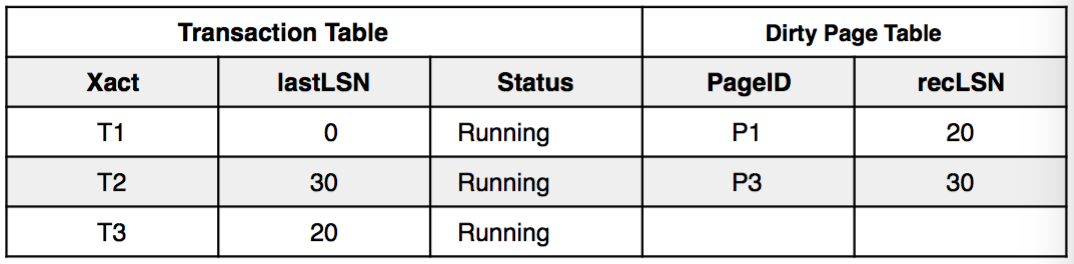 Transaction Table Dirty Page Table
Xact lastLSN Status PageID recLSN
T1 0 Running P1 20
T2 30 Running P3 30
T3 20 Running